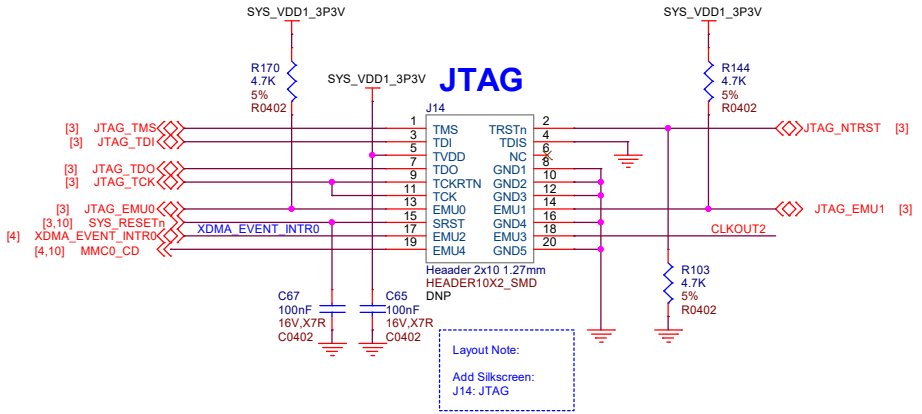 SYS_VDD1_3P3V
SYS_VDD1_3P3V
R170
4.7K
5%
R0402
SYS_VDD1_3P3V
JTAG
R144
4.7K
5%
R0402
J14
[3] JTAG_TMS 1 TMS TRSTn 2 JTAG_NTRST [3]
[3] JTAG_TDI 3 TDI TDIS 4
5 TVDD NC 6
[3] JTAG_TDO 7 TDO GND1 8
[3] JTAG_TCK 9 TCKRTN GND2 10
11 TCK GND3 12
[3] JTAG_EMU0 13 EMU0 EMU1 14 JTAG_EMU1 [3]
[3,10] SYS_RESETn 15 SRST GND4 16
[4] XDMA_EVENT_INTR0 XDMA_EVENT_INTR0 17 EMU2 EMU3 18 CLKOUT2
[4,10] MMC0_CD 19 EMU4 GND5 20
Heaader 2x10 1.27mm
HEADER10X2_SMD
DNP
R103
4.7K
5%
R0402
C67
100nF
16V,X7R
C0402
C65
100nF
16V,X7R
C0402
Layout Note:
Add Silkscreen:
J14: JTAG